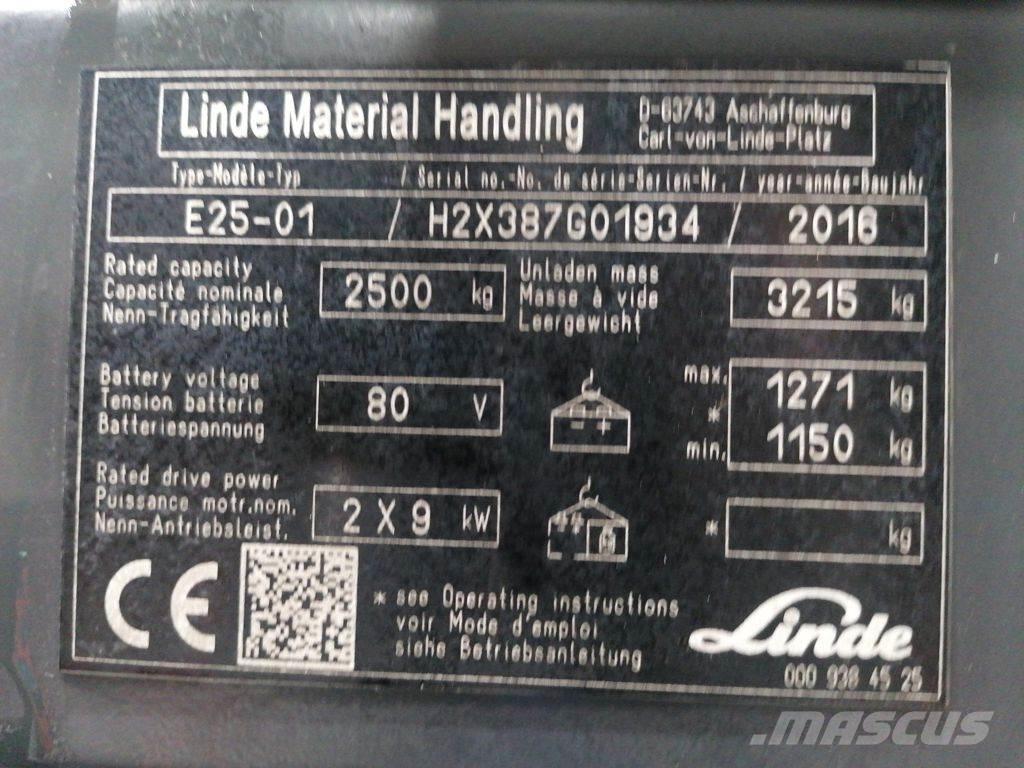 Linde Material Handling
D-63743 Aschaffenburg
Carl-von-Linde-Platz
Type-Modèle-Typ / Serial no.-No. de série-Serien-Nr. / year-année-Baujahr
E25-01 / H2X387G01934 / 2016
Rated capacity
Capacité nominale
Nenn-Tragfähigkeit
2500 kg
Unladen mass
Masse à vide
Leergewicht
3215 kg
Battery voltage
Tension batterie
Batteriespannung
80 V
- +
max. 1271 kg
*
min. 1150 kg
Rated drive power
Puissance motr.nom.
Nenn-Antriebsleist.
2 X 9 kW
**
* kg
CE
* see Operating instructions
voir Mode d'emploi
siehe Betriebsanleitung
Linde
000 938 45 25
.MASCUS